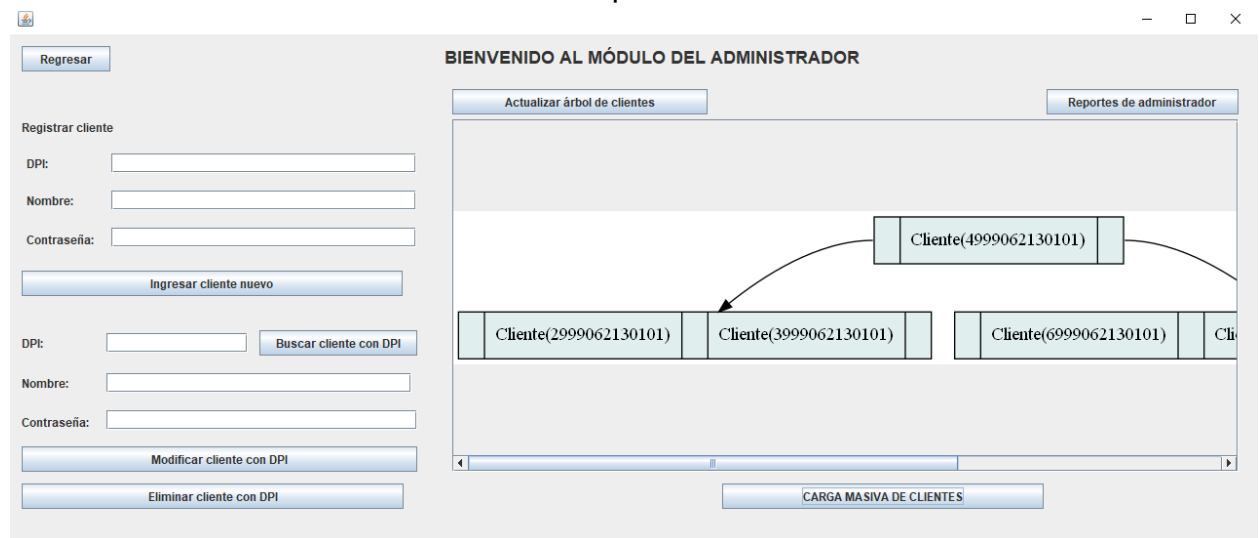 Regresar
BIENVENIDO AL MÓDULO DEL ADMINISTRADOR
Actualizar árbol de clientes
Reportes de administrador
Registrar cliente
DPI:
Nombre:
Contraseña:
Ingresar cliente nuevo
DPI:
Buscar cliente con DPI
Nombre:
Contraseña:
Modificar cliente con DPI
Eliminar cliente con DPI
Cliente(4999062130101)
Cliente(2999062130101)
Cliente(3999062130101)
Cliente(6999062130101)
CARGA MASIVA DE CLIENTES